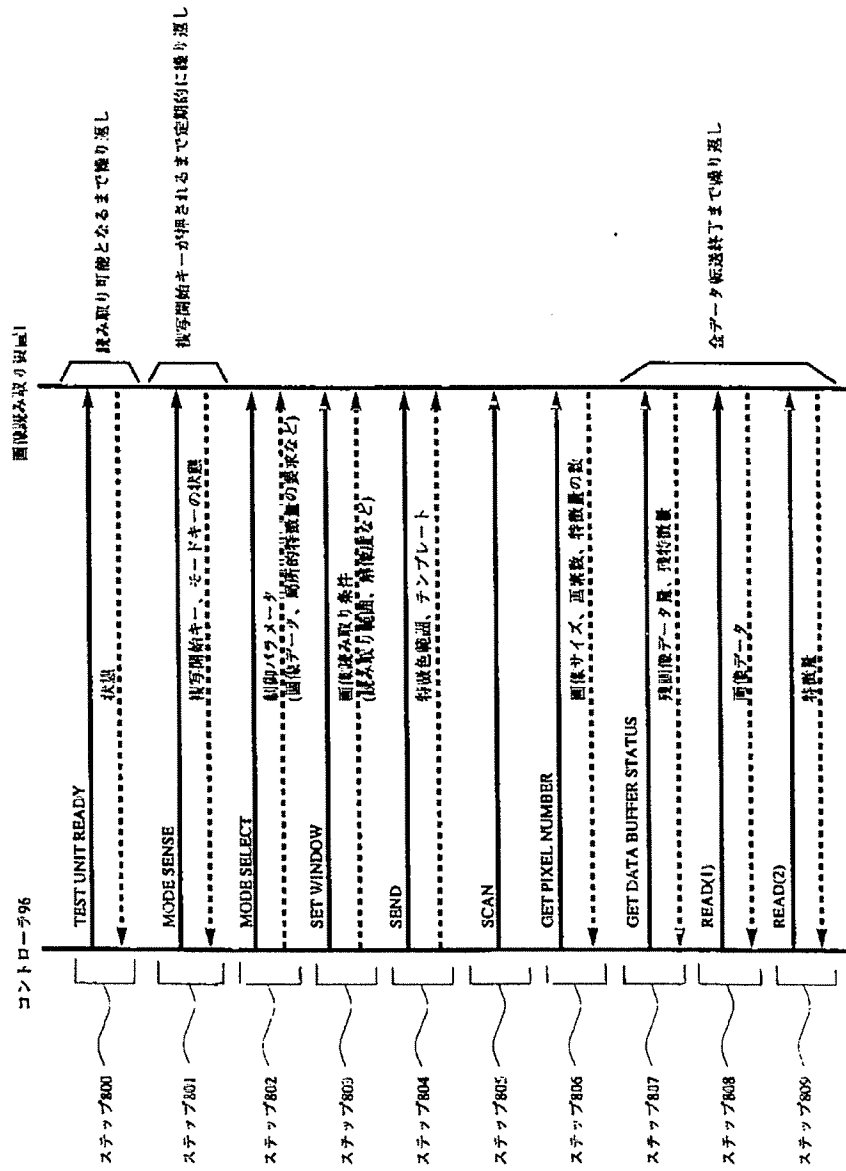 コントローラ96
画像読み取り装置1
ステップ800
TEST UNIT READY
状態
読み取り可能となるまで繰り返し
ステップ801
MODE SENSE
複写開始キー、モードキーの状態
複写開始キーが押されるまで定期的に繰り返し
ステップ802
MODE SELECT
制御パラメータ
(画像データ、局所的特徴量の要求など)
ステップ803
SET WINDOW
画像読み取り条件
(読み取り範囲、解像度など)
ステップ804
SEND
特徴色範囲、テンプレート
ステップ805
SCAN
ステップ806
GET PIXEL NUMBER
画像サイズ、画素数、特徴量の数
ステップ807
GET DATA BUFFER STATUS
残画像データ量、残特徴量
全データ転送終了まで繰り返し
ステップ808
READ(1)
画像データ
ステップ809
READ(2)
特徴量